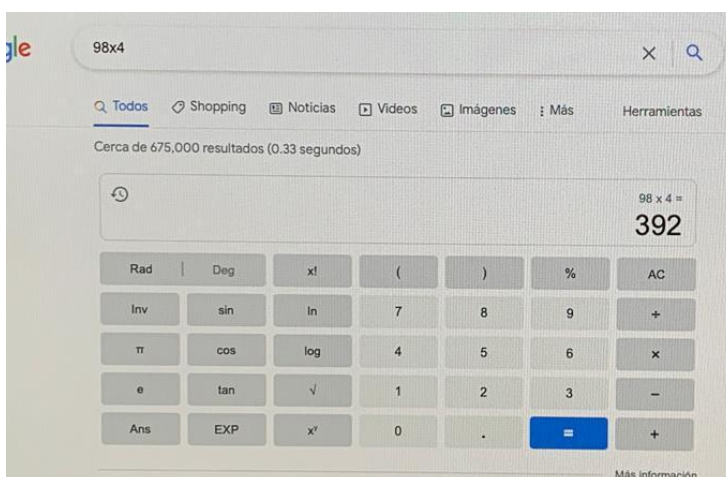 gle
98x4
Todos Shopping Noticias Videos Imágenes Más Herramientas
Cerca de 675,000 resultados (0.33 segundos)
98 x 4 =
392
Rad | Deg x! ( ) % AC
Inv sin ln 7 8 9 ÷
π cos log 4 5 6 ×
e tan √ 1 2 3 −
Ans EXP xʸ 0 . = +
Más información